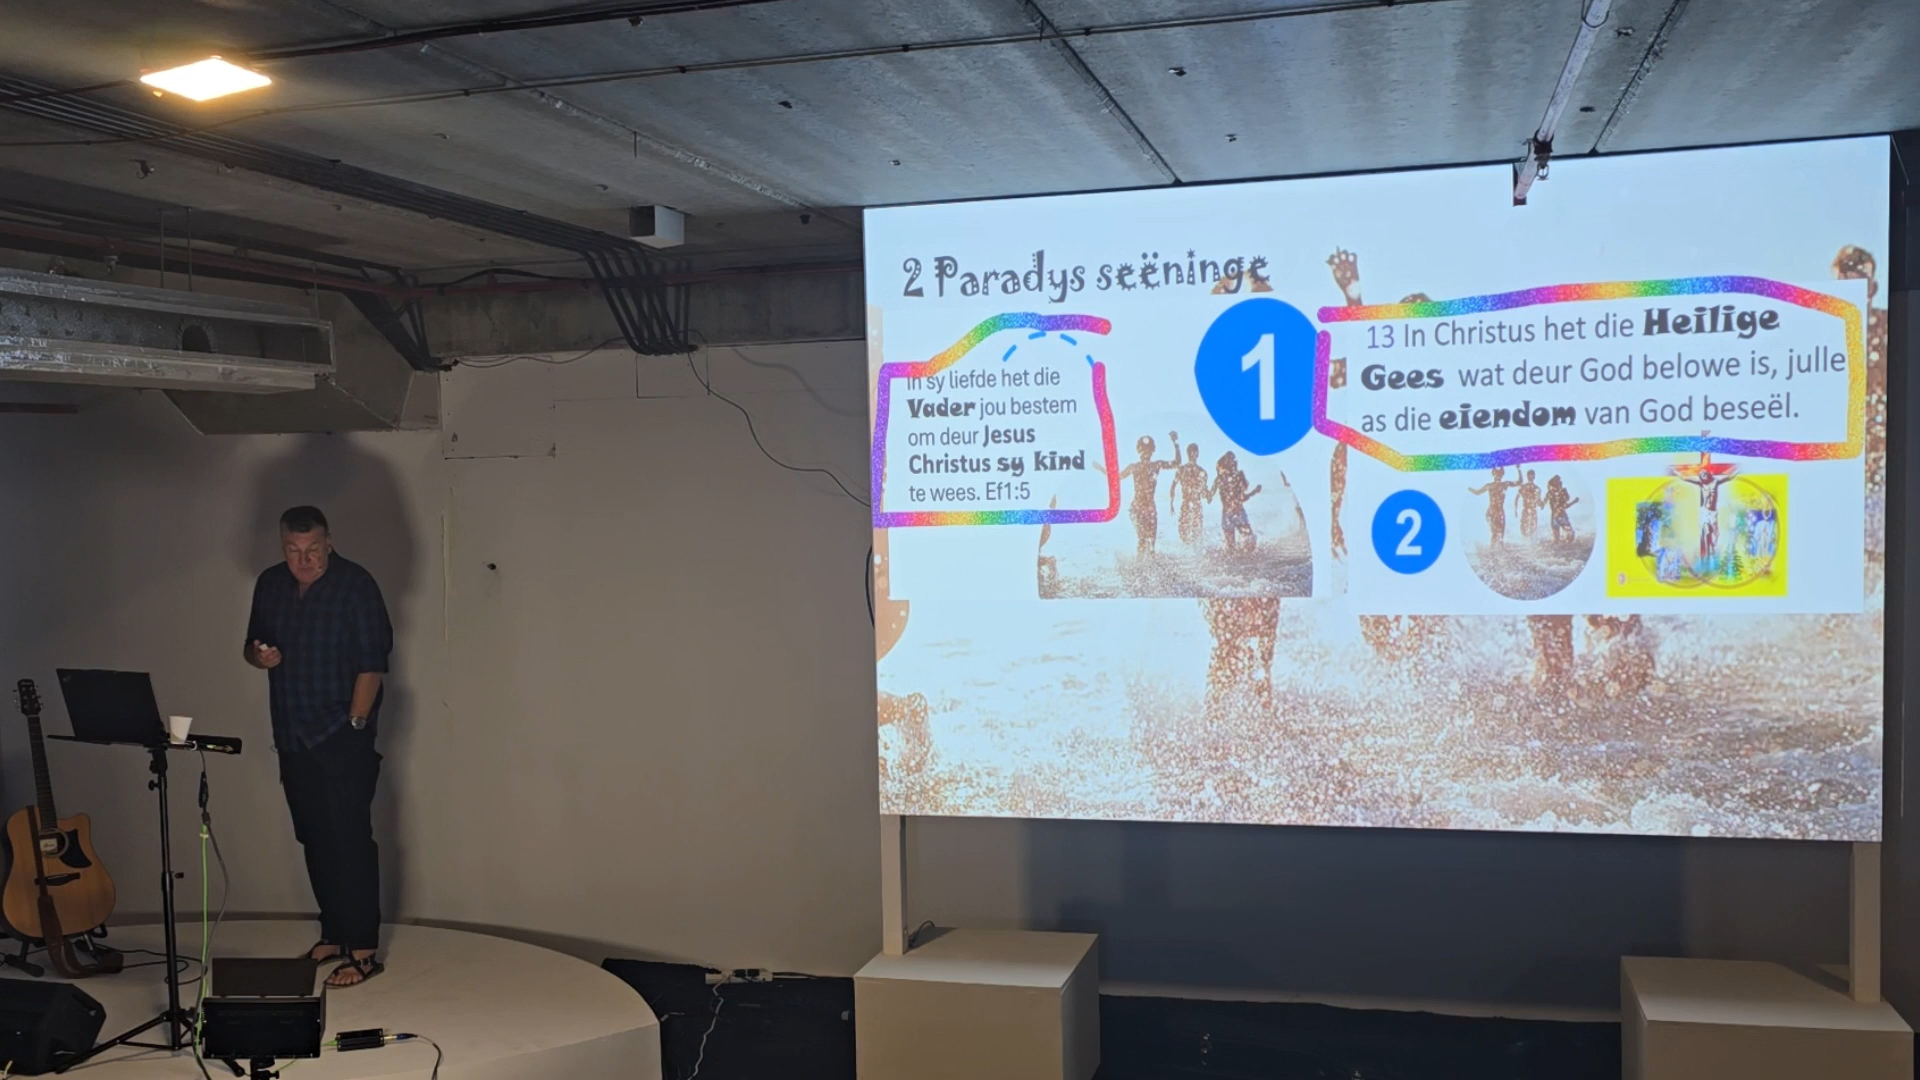 2 Paradys seëninge
In sy liefde het die
Vader jou bestem
om deur Jesus
Christus sy kind
te wees. Ef1:5
1
13 In Christus het die Heilige
Gees wat deur God belowe is, julle
as die eiendom van God beseël.
2